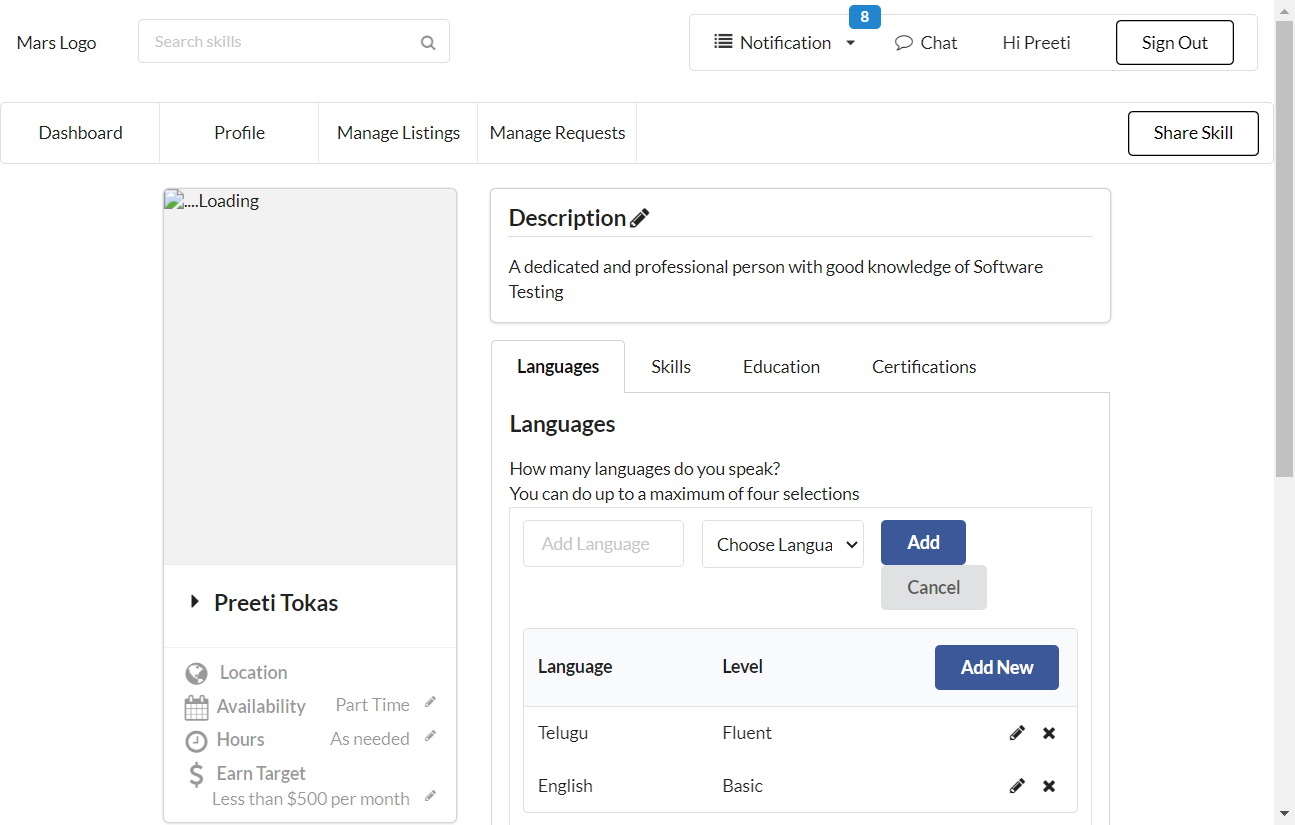 8
Mars Logo
Search skills
Notification
Chat
Hi Preeti
Sign Out
Dashboard
Profile
Manage Listings
Manage Requests
Share Skill
....Loading
Preeti Tokas
Location
Availability
Part Time
Hours
As needed
Earn Target
Less than $500 per month
Description
A dedicated and professional person with good knowledge of Software
Testing
Languages
Skills
Education
Certifications
Languages
How many languages do you speak?
You can do up to a maximum of four selections
Add Language
Choose Langua
Add
Cancel
Language
Level
Add New
Telugu
Fluent
English
Basic